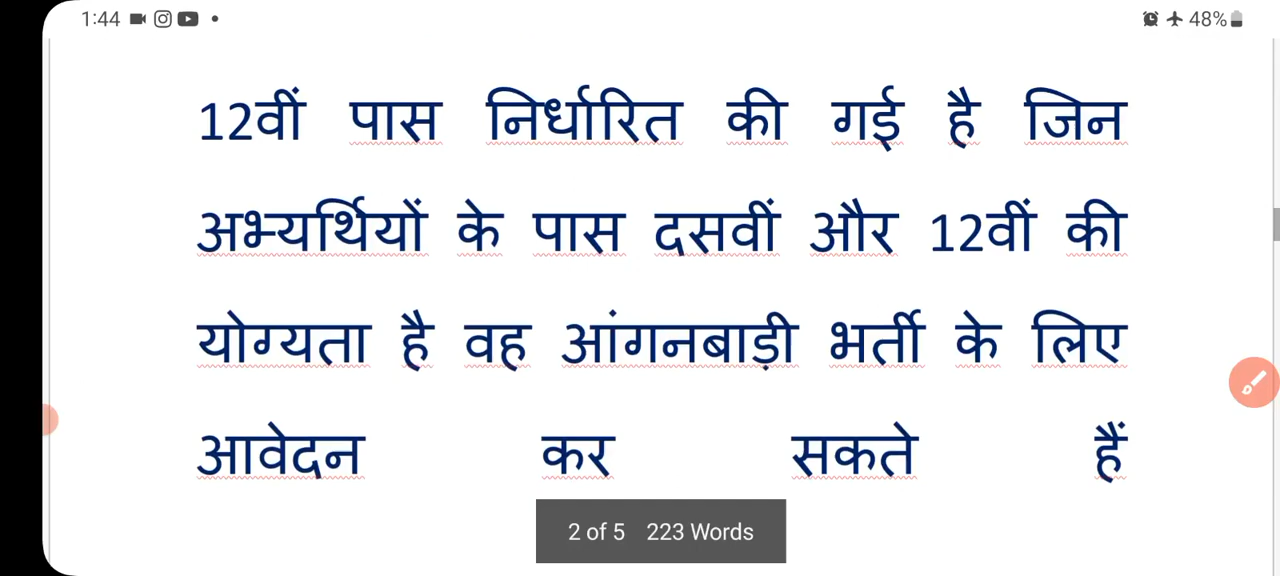 1:44
48%
12वीं पास निर्धारित की गई है जिन
अभ्यर्थियों के पास दसवीं और 12वीं की
योग्यता है वह आंगनबाड़ी भर्ती के लिए
आवेदन कर सकते हैं
2 of 5 223 Words